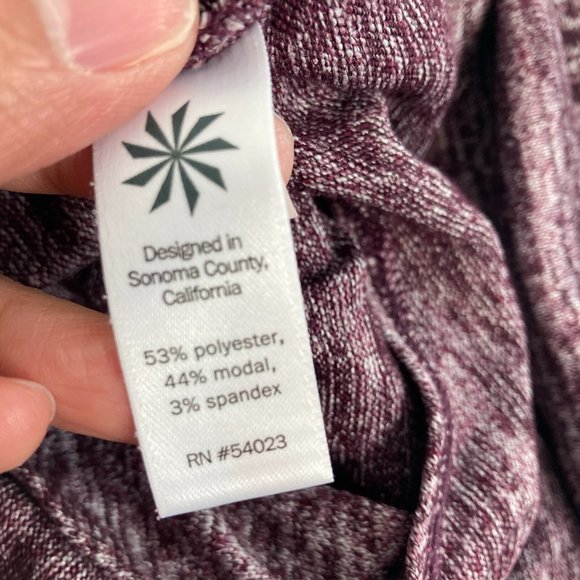 Designed in
Sonoma County,
California
53% polyester,
44% modal,
3% spandex
RN #54023